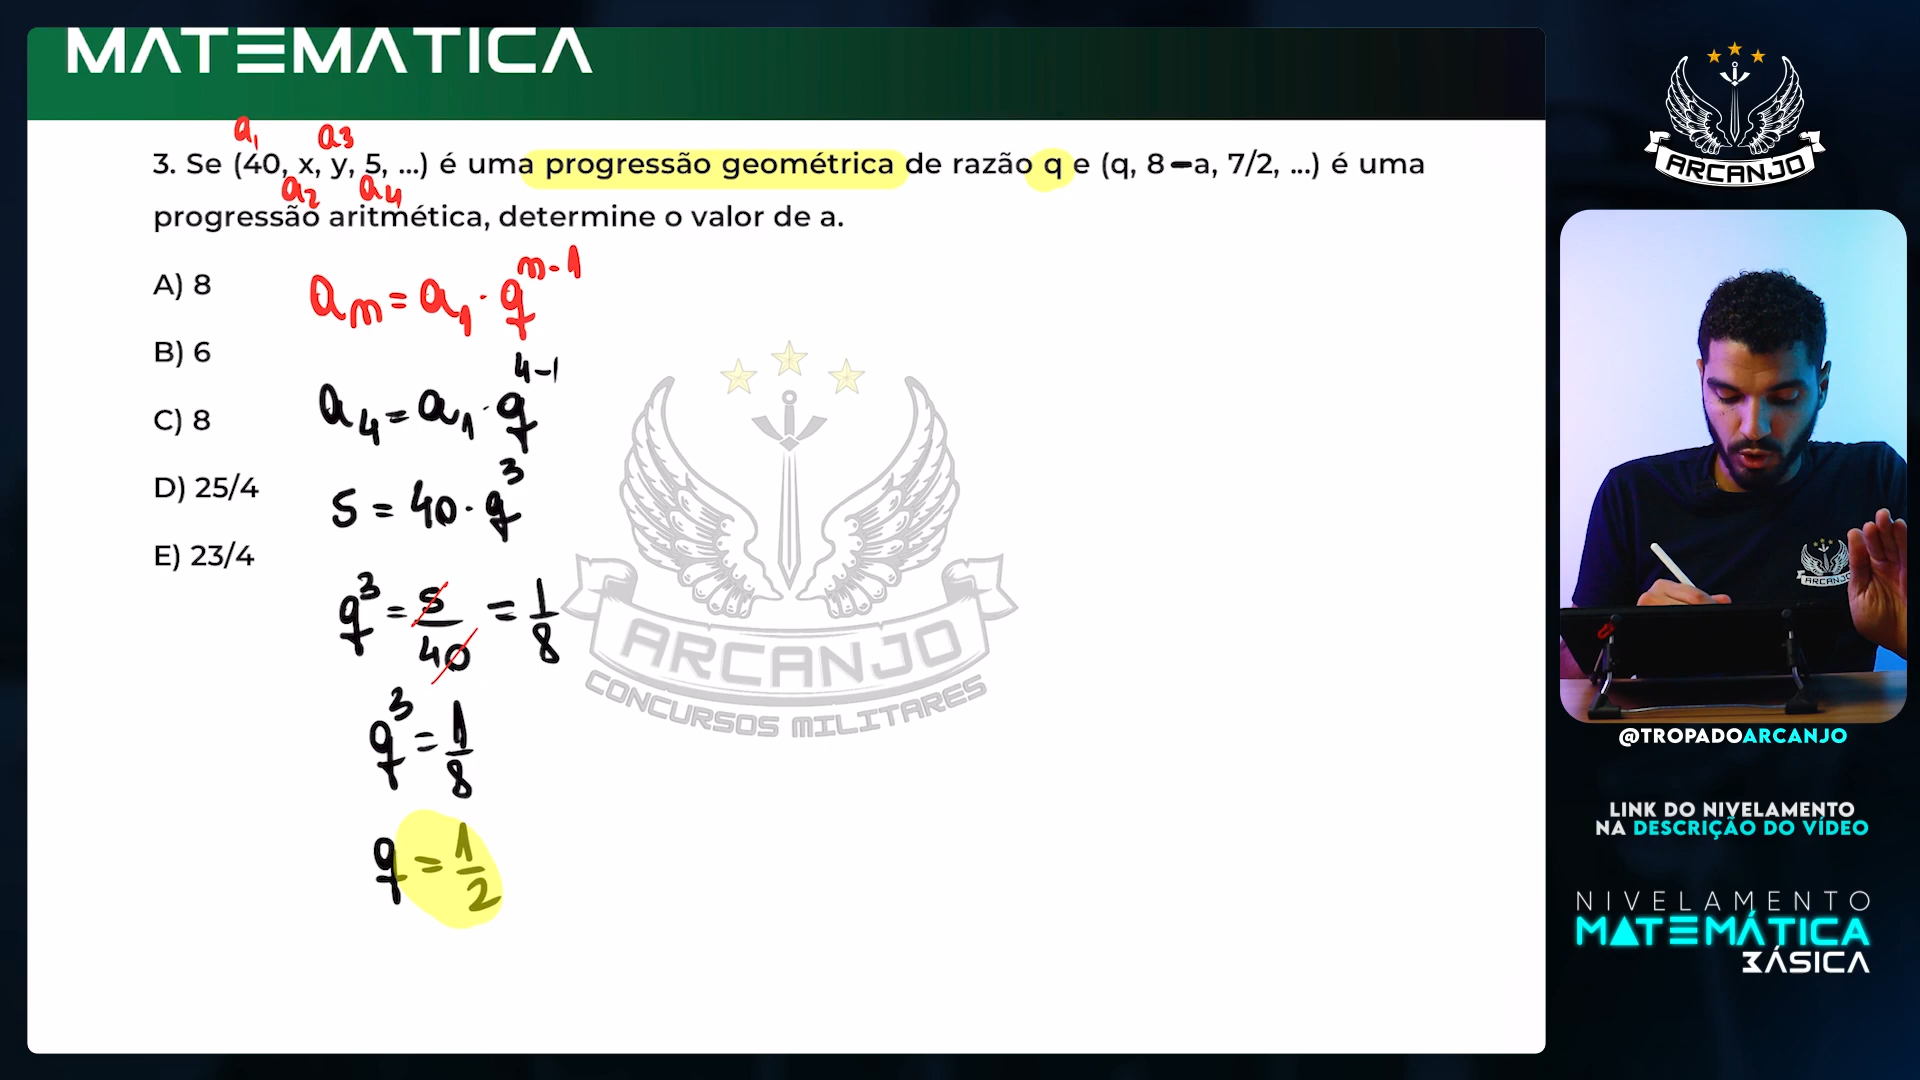 MATEMÁTICA
a1 a3
3. Se (40, x, y, 5, ...) é uma progressão geométrica de razão q e (q, 8-a, 7/2, ...) é uma
a2 a4
progressão aritmética, determine o valor de a.
A) 8
B) 6
C) 8
D) 25/4
E) 23/4
an = a1 · q^n-1
a4 = a1 · q^4-1
5 = 40 · q^3
q^3 = 5/40 = 1/8
q^3 = 1/8
q = 1/2
ARCANJO
CONCURSOS MILITARES
ARCANJO
ARCANJO
@TROPADOARCANJO
LINK DO NIVELAMENTO
NA DESCRIÇÃO DO VÍDEO
NIVELAMENTO
MATEMÁTICA
BÁSICA